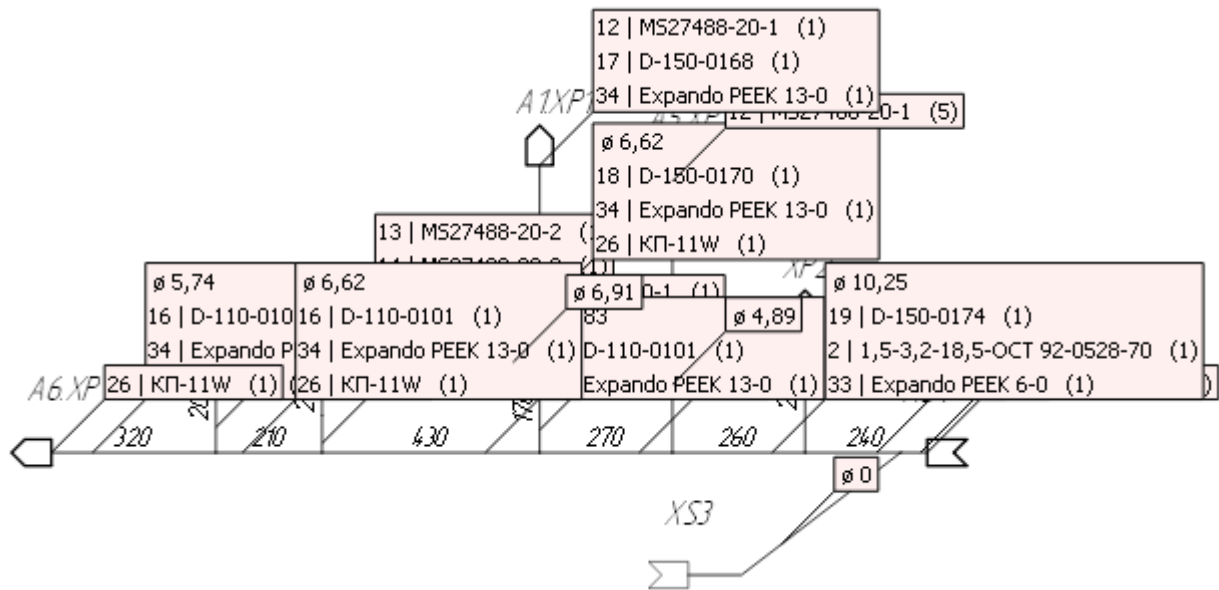 12 | MS27488-20-1 (1)
17 | D-150-0168 (1)
34 | Expando PEEK 13-0 (1)
A1.XP1
12 | MS27488-20-1 (5)
ø 6,62
18 | D-150-0170 (1)
34 | Expando PEEK 13-0 (1)
26 | КП-11W (1)
13 | MS27488-20-2
ø 5,74
16 | D-110-010
34 | Expando P
26 | КП-11W (1)
ø 6,62
16 | D-110-0101 (1)
34 | Expando PEEK 13-0 (1)
26 | КП-11W (1)
ø 6,91
0-1 (1)
83
D-110-0101 (1)
Expando PEEK 13-0 (1)
ø 4,89
ø 10,25
19 | D-150-0174 (1)
2 | 1,5-3,2-18,5-ОСТ 92-0528-70 (1)
33 | Expando PEEK 6-0 (1)
A6.XP
320 210 430 270 260 240
ø 0
XS3